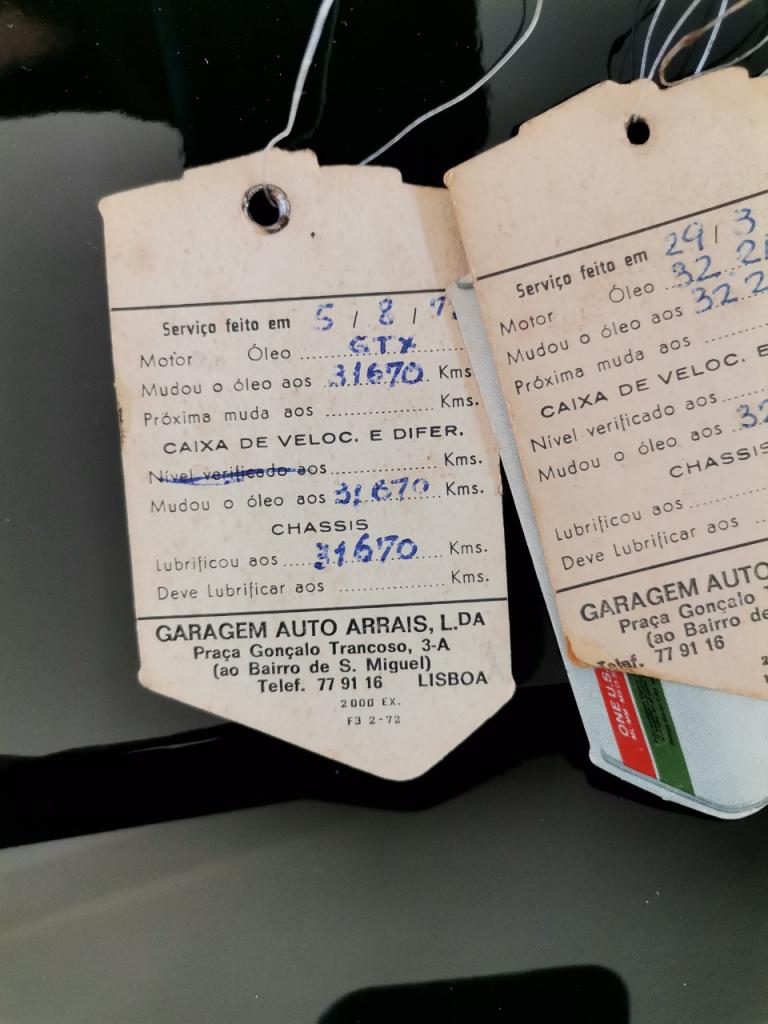 Serviço feito em 5 / 8 /
Motor Óleo GTX
Mudou o óleo aos 31670 Kms.
Próxima muda aos Kms.
CAIXA DE VELOC. E DIFER.
Nível verificado aos Kms.
Mudou o óleo aos 31670 Kms.
CHASSIS
Lubrificou aos 31670 Kms.
Deve Lubrificar aos Kms.
GARAGEM AUTO ARRAIS, L.DA
Praça Gonçalo Trancoso, 3-A
(ao Bairro de S. Miguel)
Telef. 77 91 16 LISBOA
2000 EX.
F3 2-72
Serviço feito em 29 / 3
Motor Óleo
Mudou o óleo aos
Próxima muda aos
CAIXA DE VELOC. E
Nível verificado aos
Mudou o óleo aos
CHASSIS
Lubrificou aos
Deve Lubrificar aos
GARAGEM AUTO
Praça Gonçalo
(ao Bairro de
Telef. 77 91 16
ONE U.S.